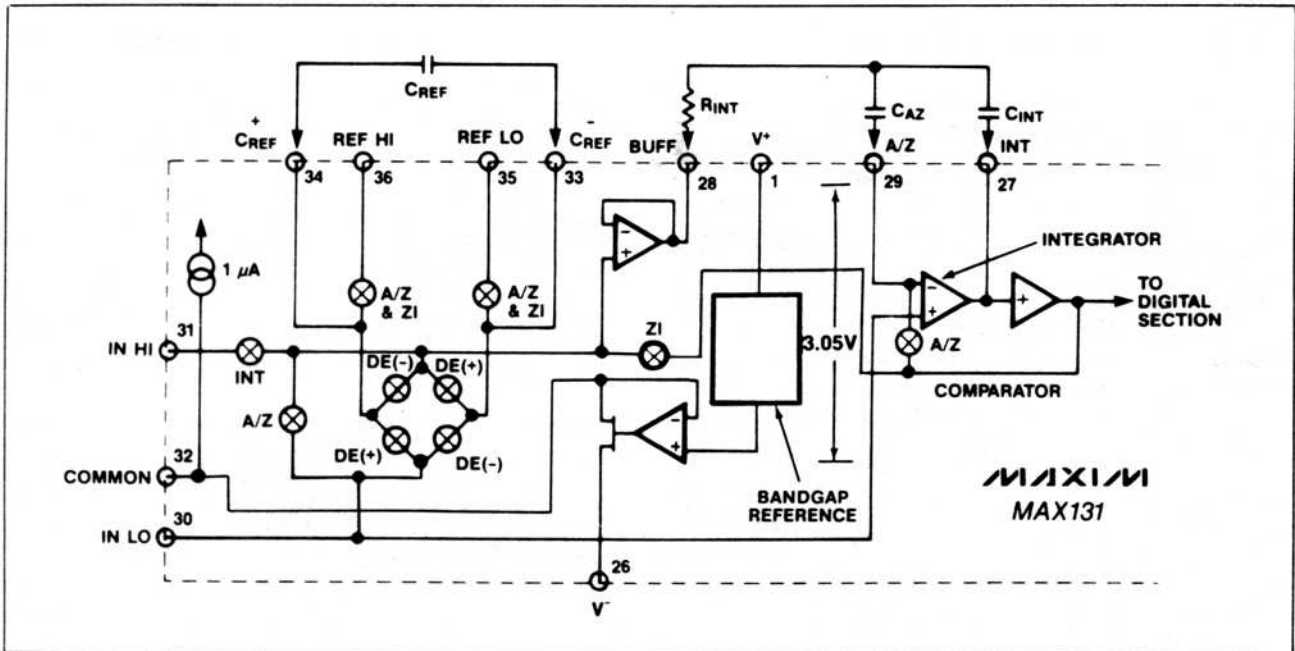 CREF
RINT
CAZ
CINT
+
CREF
REF HI
REF LO
−
CREF
BUFF
V+
A/Z
INT
34
36
35
33
28
1
29
27
1 μA
A/Z
& ZI
A/Z
& ZI
−
+
INTEGRATOR
TO
DIGITAL
SECTION
−
+
+
A/Z
COMPARATOR
31
IN HI
INT
DE(−)
DE(+)
ZI
3.05V
A/Z
DE(+)
DE(−)
−
+
32
COMMON
BANDGAP
REFERENCE
MAXIM
MAX131
30
IN LO
26
V−